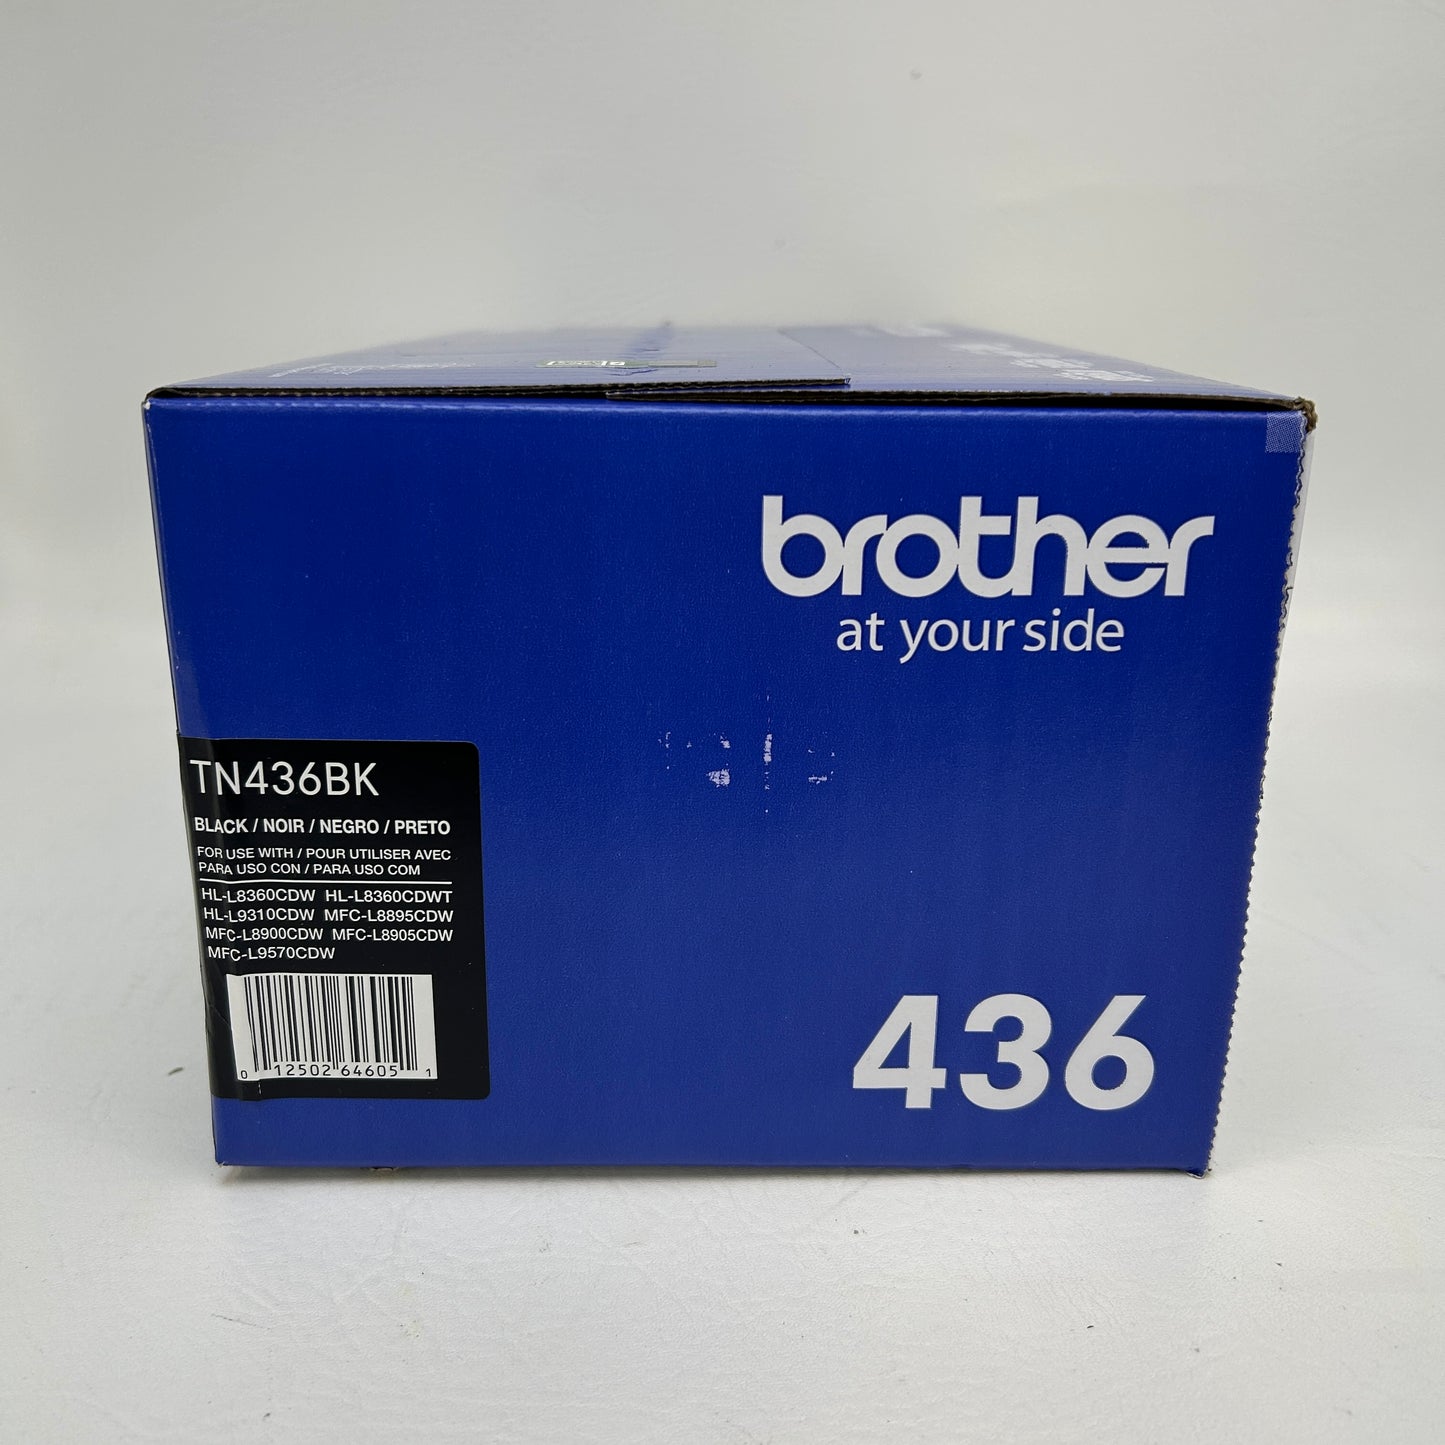 brother
at your side
TN436BK
BLACK / NOIR / NEGRO / PRETO
FOR USE WITH / POUR UTILISER AVEC
PARA USO CON / PARA USO COM
HL-L8360CDW HL-L8360CDWT
HL-L9310CDW MFC-L8895CDW
MFC-L8900CDW MFC-L8905CDW
MFC-L9570CDW
0 12502 64605 1
436